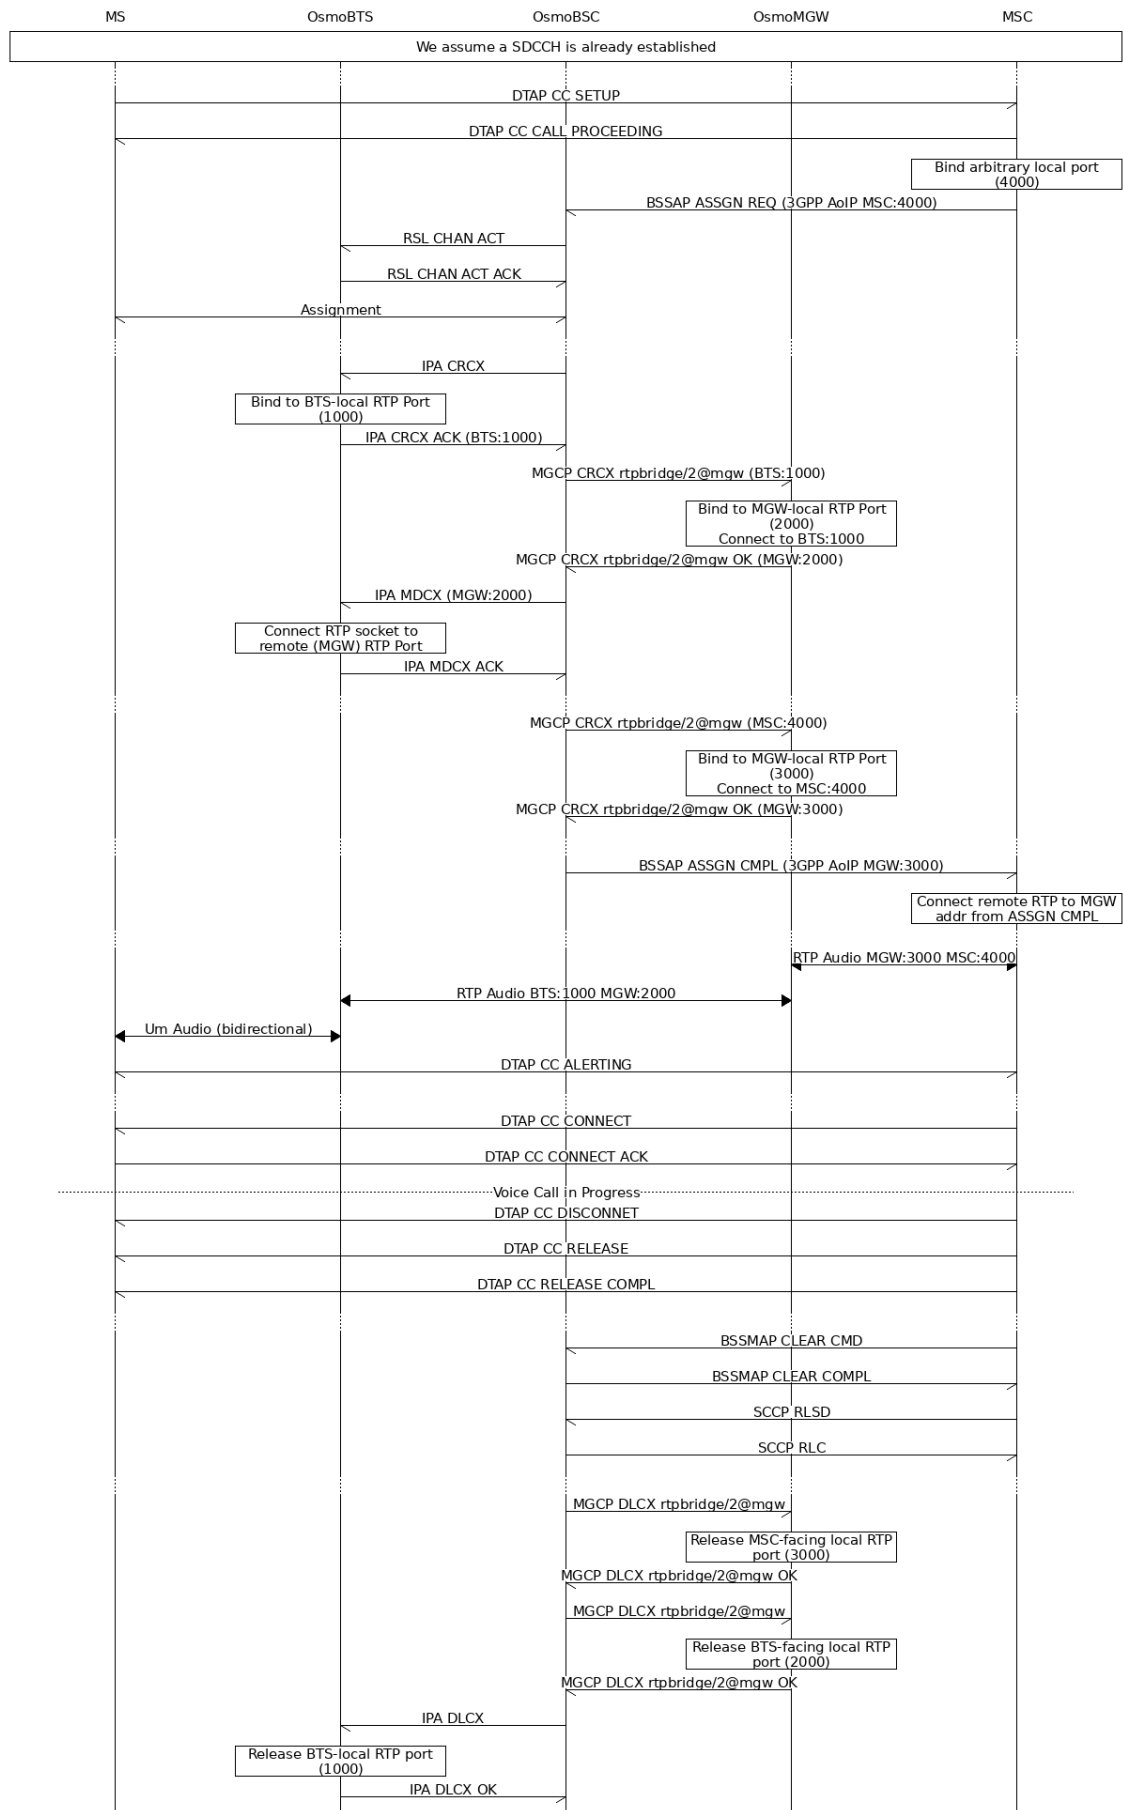 MS OsmoBTS OsmoBSC OsmoMGW MSC
We assume a SDCCH is already established
DTAP CC SETUP
DTAP CC CALL PROCEEDING
Bind arbitrary local port
(4000)
BSSAP ASSGN REQ (3GPP AoIP MSC:4000)
RSL CHAN ACT
RSL CHAN ACT ACK
Assignment
IPA CRCX
Bind to BTS-local RTP Port
(1000)
IPA CRCX ACK (BTS:1000)
MGCP CRCX rtpbridge/2@mgw (BTS:1000)
Bind to MGW-local RTP Port
(2000)
Connect to BTS:1000
MGCP CRCX rtpbridge/2@mgw OK (MGW:2000)
IPA MDCX (MGW:2000)
Connect RTP socket to
remote (MGW) RTP Port
IPA MDCX ACK
MGCP CRCX rtpbridge/2@mgw (MSC:4000)
Bind to MGW-local RTP Port
(3000)
Connect to MSC:4000
MGCP CRCX rtpbridge/2@mgw OK (MGW:3000)
BSSAP ASSGN CMPL (3GPP AoIP MGW:3000)
Connect remote RTP to MGW
addr from ASSGN CMPL
RTP Audio MGW:3000 MSC:4000
RTP Audio BTS:1000 MGW:2000
Um Audio (bidirectional)
DTAP CC ALERTING
DTAP CC CONNECT
DTAP CC CONNECT ACK
Voice Call in Progress
DTAP CC DISCONNET
DTAP CC RELEASE
DTAP CC RELEASE COMPL
BSSMAP CLEAR CMD
BSSMAP CLEAR COMPL
SCCP RLSD
SCCP RLC
MGCP DLCX rtpbridge/2@mgw
Release MSC-facing local RTP
port (3000)
MGCP DLCX rtpbridge/2@mgw OK
MGCP DLCX rtpbridge/2@mgw
Release BTS-facing local RTP
port (2000)
MGCP DLCX rtpbridge/2@mgw OK
IPA DLCX
Release BTS-local RTP port
(1000)
IPA DLCX OK